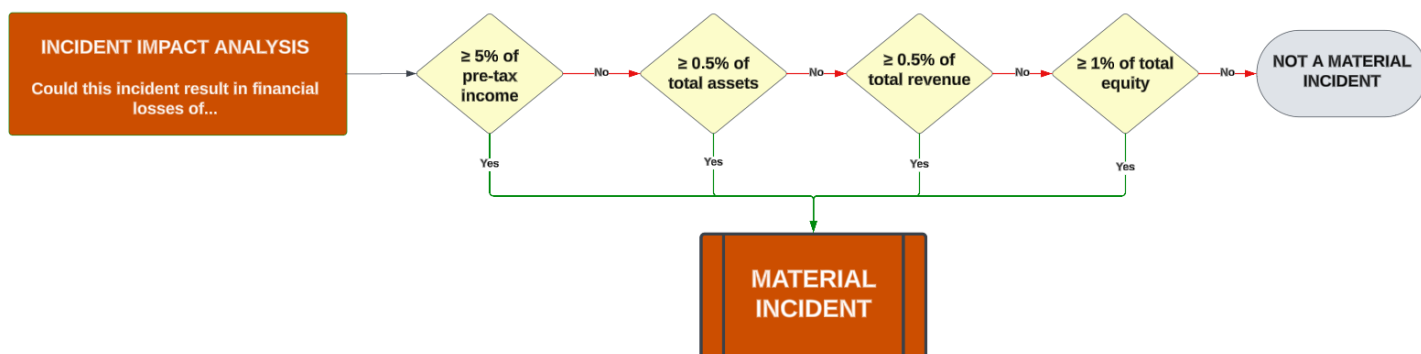 INCIDENT IMPACT ANALYSIS
Could this incident result in financial
losses of...
≥ 5% of
pre-tax
income
No
≥ 0.5% of
total assets
No
≥ 0.5% of
total revenue
No
≥ 1% of total
equity
No
NOT A MATERIAL
INCIDENT
Yes
Yes
Yes
Yes
MATERIAL
INCIDENT